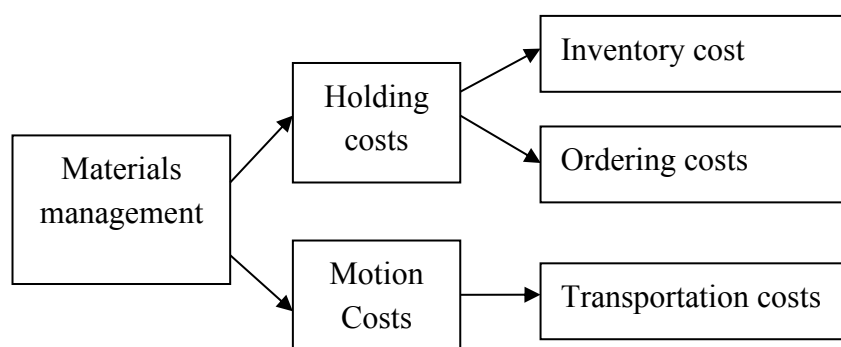 Materials
management
Holding
costs
Motion
Costs
Inventory cost
Ordering costs
Transportation costs